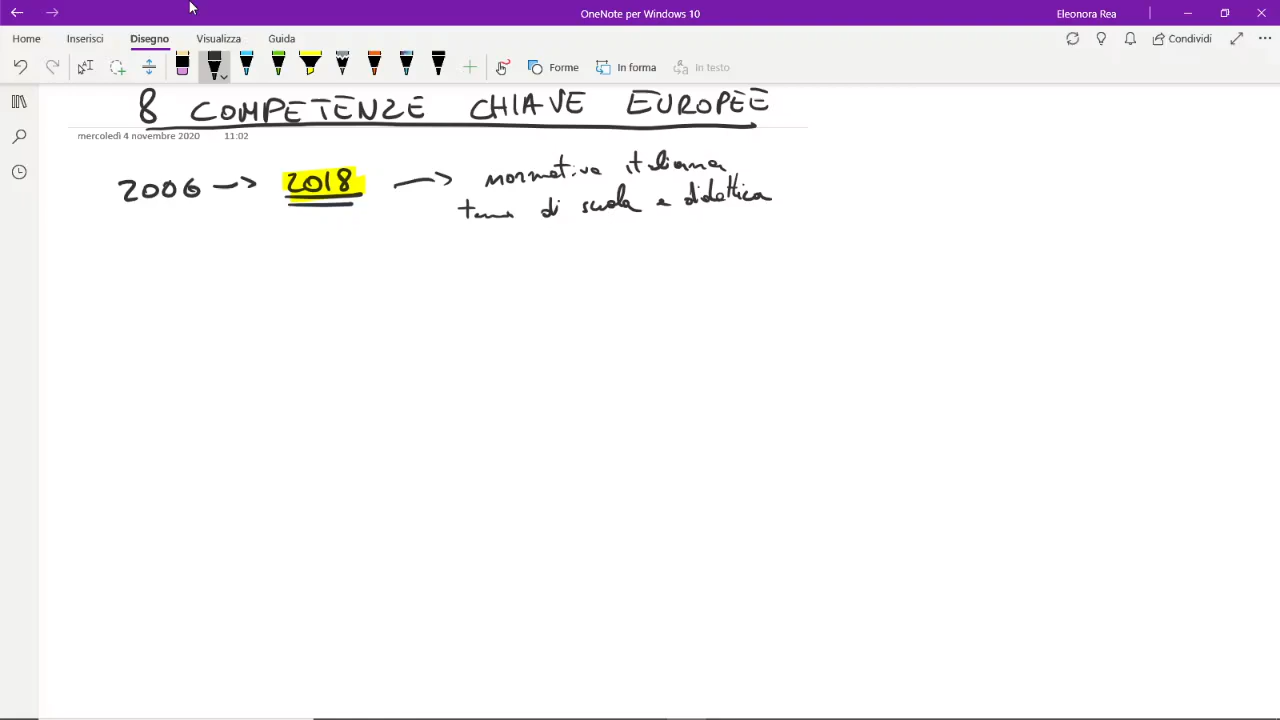 OneNote per Windows 10
Eleonora Rea
Home Inserisci Disegno Visualizza Guida
Condividi
Forme In forma In testo
8 COMPETENZE CHIAVE EUROPEE
mercoledì 4 novembre 2020 11:02
2006 → 2018 → normativa italiana
di scuola e didattica